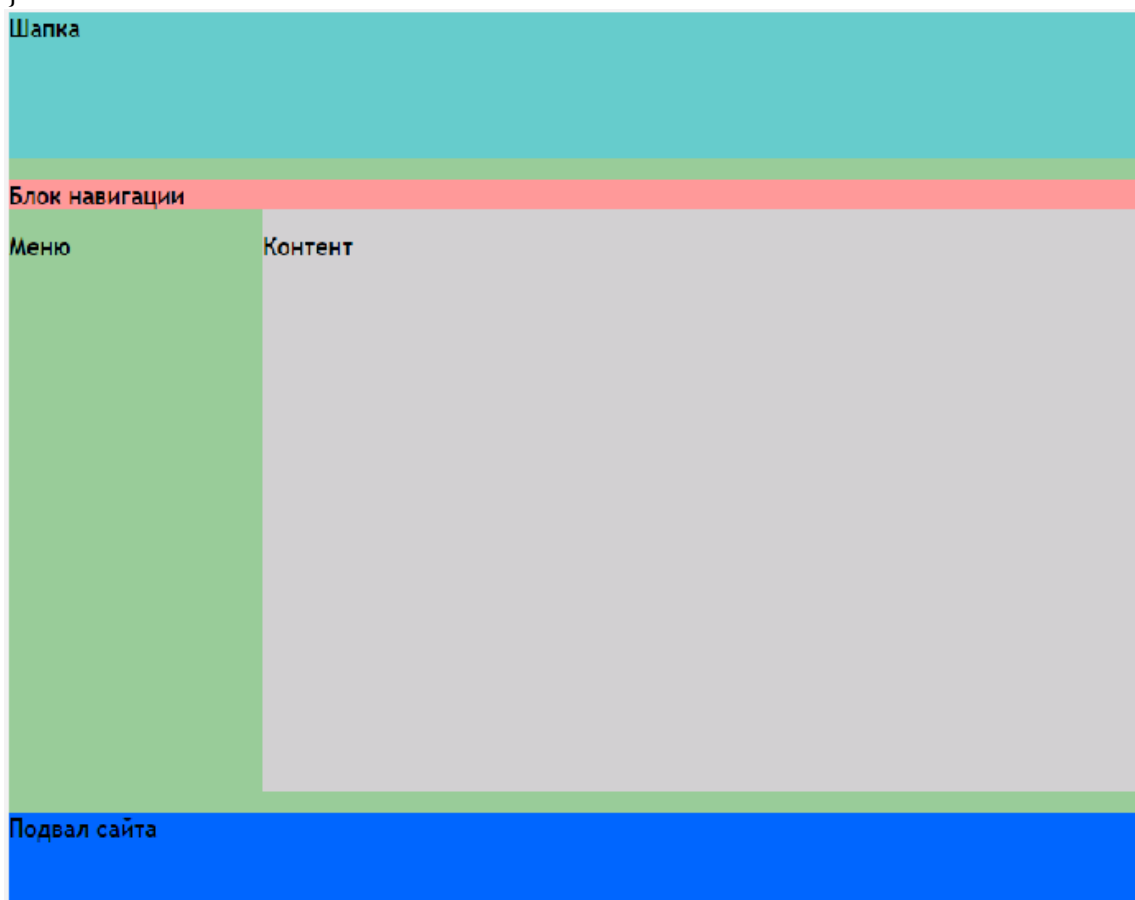 }
Шапка
Блок навигации
Меню
Контент
Подвал сайта